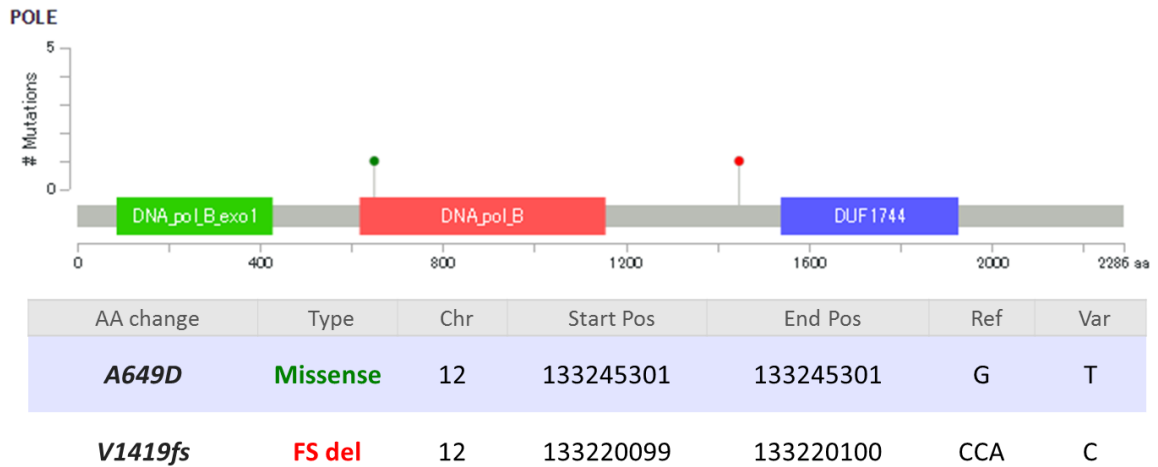 POLE
5
# Mutations
0
DNA_pol_B_exo1 DNA_pol_B DUF1744
0 400 800 1200 1600 2000 2286 aa
AA change Type Chr Start Pos End Pos Ref Var
A649D Missense 12 133245301 133245301 G T
V1419fs FS del 12 133220099 133220100 CCA C